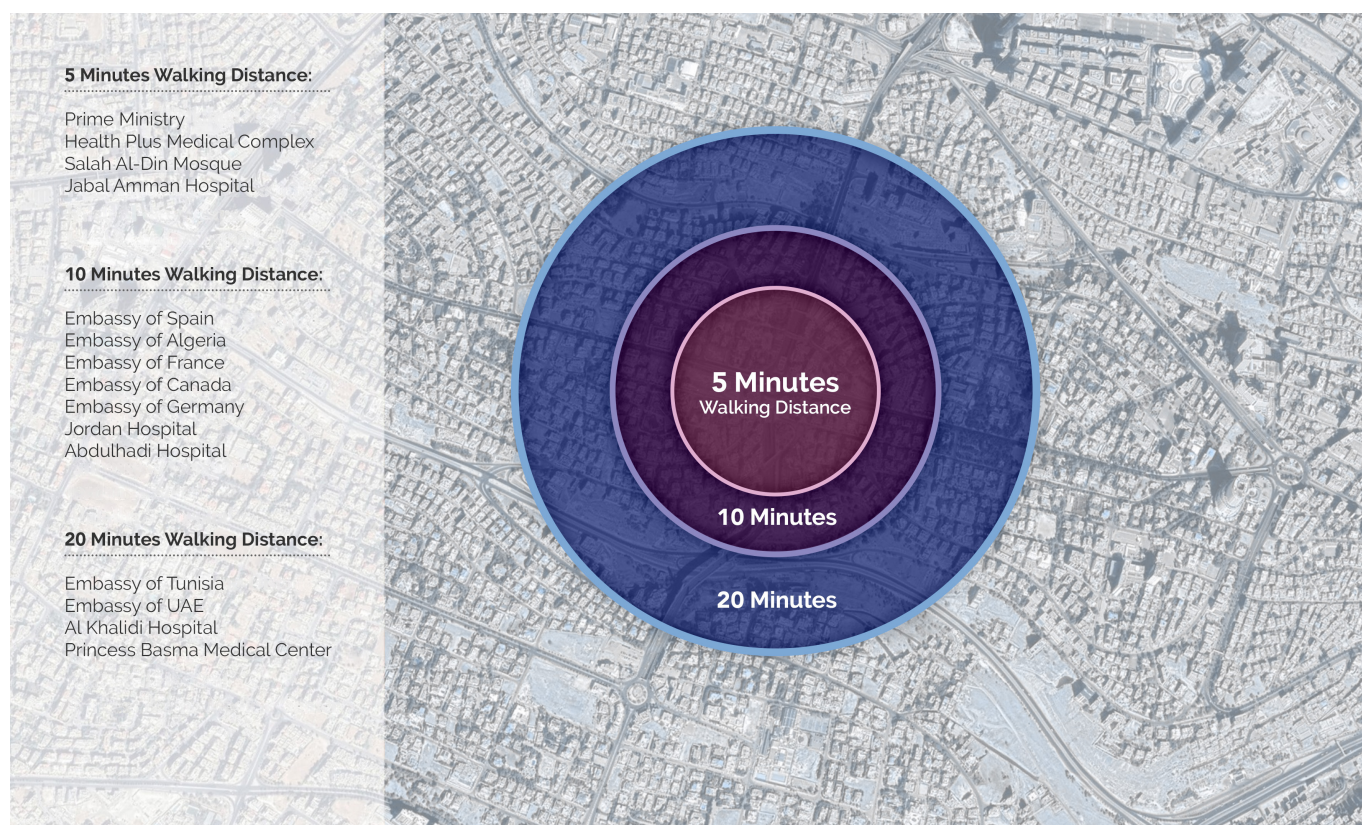 5 Minutes Walking Distance:
Prime Ministry
Health Plus Medical Complex
Salah Al-Din Mosque
Jabal Amman Hospital
10 Minutes Walking Distance:
Embassy of Spain
Embassy of Algeria
Embassy of France
Embassy of Canada
Embassy of Germany
Jordan Hospital
Abdulhadi Hospital
20 Minutes Walking Distance:
Embassy of Tunisia
Embassy of UAE
Al Khalidi Hospital
Princess Basma Medical Center
5 Minutes
Walking Distance
10 Minutes
20 Minutes